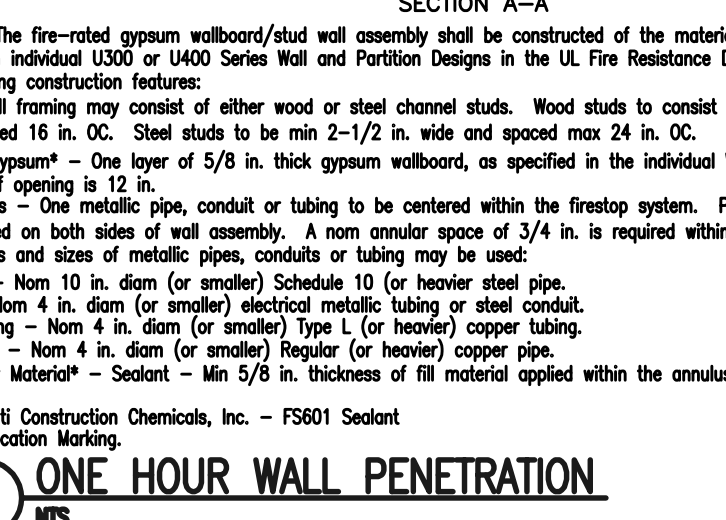 SECTION A-A
The fire-rated gypsum wallboard/stud wall assembly shall be constructed of the
individual U300 or U400 Series Wall and Partition Designs in the UL Fire Resistance
construction features:
framing may consist of either wood or steel channel studs. Wood studs to consist
16 in. OC. Steel studs to be min 2-1/2 in. wide and spaced max 24 in. OC.
ypsum* - One layer of 5/8 in. thick gypsum wallboard, as specified in the individual
opening is 12 in.
s - One metallic pipe, conduit or tubing to be centered within the firestop system.
ed on both sides of wall assembly. A nom annular space of 3/4 in. is required within
s and sizes of metallic pipes, conduits or tubing may be used:
- Nom 10 in. diam (or smaller) Schedule 10 (or heavier steel pipe.
Nom 4 in. diam (or smaller) electrical metallic tubing or steel conduit.
ng - Nom 4 in. diam (or smaller) Type L (or heavier) copper tubing.
- Nom 4 in. diam (or smaller) Regular (or heavier) copper pipe.
Material* - Sealant - Min 5/8 in. thickness of fill material applied within the annulus
ti Construction Chemicals, Inc. - FS601 Sealant
cation Marking.
ONE HOUR WALL PENETRATION
NTS